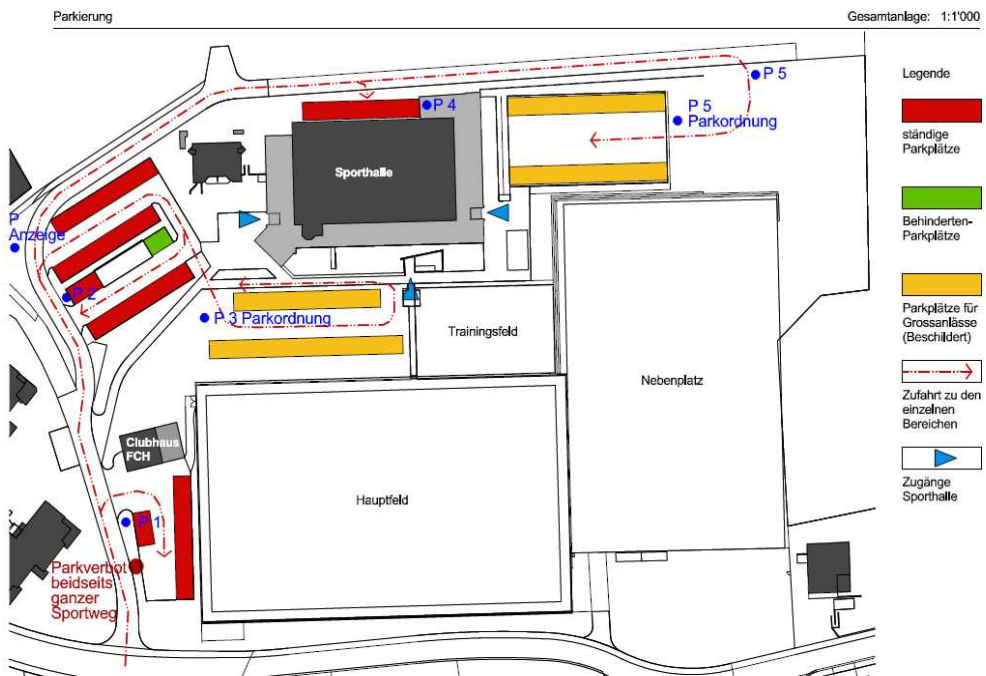 Parkierung
Gesamtanlage: 1:1'000
P 5
P 4
P 5
Parkordnung
Sporthalle
P
Anzeige
P 2
P 3 Parkordnung
Trainingsfeld
Nebenplatz
Clubhaus
FCH
Hauptfeld
P 1
Parkverbot
beidseits
ganzer
Sportweg
Legende
ständige
Parkplätze
Behinderten-
Parkplätze
Parkplätze für
Grossanlässe
(Beschildert)
Zufahrt zu den
einzelnen
Bereichen
Zugänge
Sporthalle